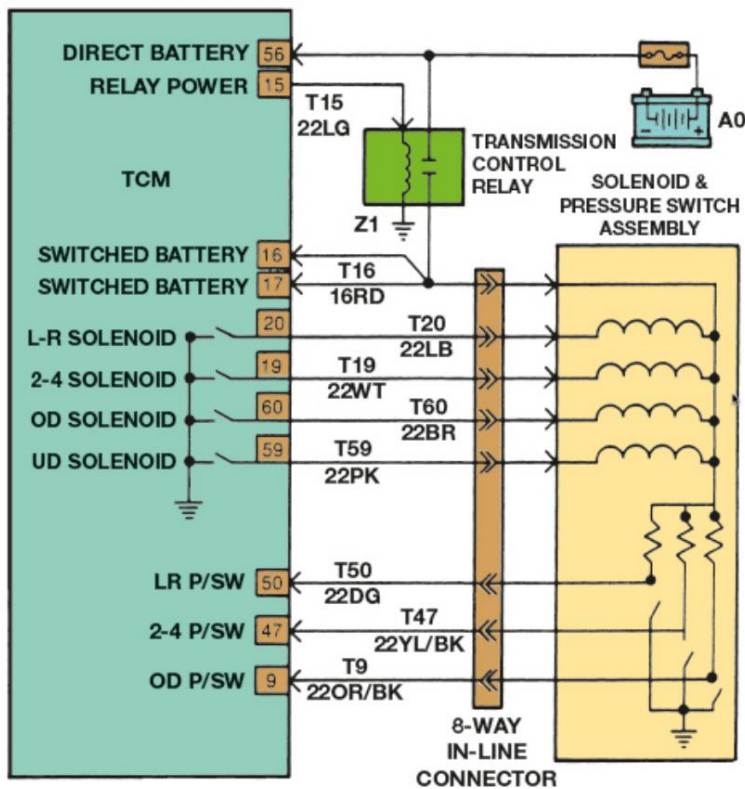 DIRECT BATTERY 56
RELAY POWER 15
T15
22LG
A0
TCM
TRANSMISSION
CONTROL
RELAY
Z1
SOLENOID &
PRESSURE SWITCH
ASSEMBLY
SWITCHED BATTERY 16
SWITCHED BATTERY 17
T16
16RD
L-R SOLENOID 20
T20
22LB
2-4 SOLENOID 19
T19
22WT
OD SOLENOID 60
T60
22BR
UD SOLENOID 59
T59
22PK
LR P/SW 50
T50
22DG
2-4 P/SW 47
T47
22YL/BK
OD P/SW 9
T9
22OR/BK
8-WAY
IN-LINE
CONNECTOR
- +